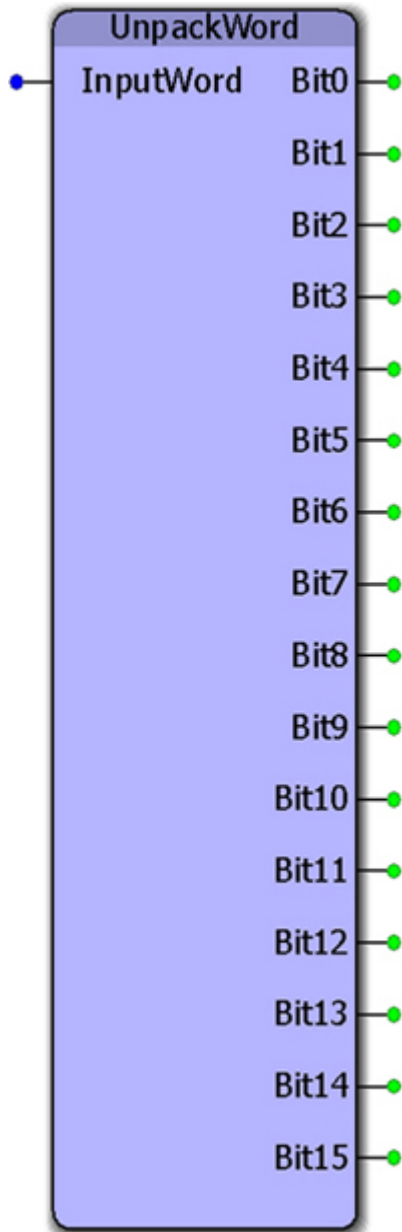 UnpackWord
InputWord Bit0
Bit1
Bit2
Bit3
Bit4
Bit5
Bit6
Bit7
Bit8
Bit9
Bit10
Bit11
Bit12
Bit13
Bit14
Bit15